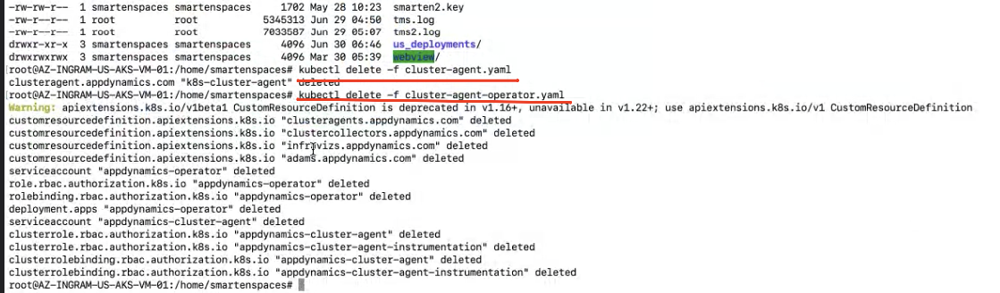 -rw-rw-r-- 1 smartenspaces smartenspaces 1702 May 28 10:23 smarten2.key
-rw-r--r-- 1 root root 5345313 Jun 29 04:50 tms.log
-rw-r--r-- 1 root root 7033587 Jun 29 05:07 tms2.log
drwxr-xr-x 3 smartenspaces smartenspaces 4096 Jun 30 06:46 us_deployments/
drwxrwxrwx 3 smartenspaces smartenspaces 4096 Mar 30 05:39 webview/
[root@AZ-INGRAM-US-AKS-VM-01:/home/smartenspaces# kubectl delete -f cluster-agent.yaml
clusteragent.appdynamics.com "k8s-cluster-agent" deleted
[root@AZ-INGRAM-US-AKS-VM-01:/home/smartenspaces# kubectl delete -f cluster-agent-operator.yaml
Warning: apiextensions.k8s.io/v1beta1 CustomResourceDefinition is deprecated in v1.16+, unavailable in v1.22+; use apiextensions.k8s.io/v1 CustomResourceDefinition
customresourcedefinition.apiextensions.k8s.io "clusteragents.appdynamics.com" deleted
customresourcedefinition.apiextensions.k8s.io "clustercollectors.appdynamics.com" deleted
customresourcedefinition.apiextensions.k8s.io "infravizs.appdynamics.com" deleted
customresourcedefinition.apiextensions.k8s.io "adams.appdynamics.com" deleted
serviceaccount "appdynamics-operator" deleted
role.rbac.authorization.k8s.io "appdynamics-operator" deleted
rolebinding.rbac.authorization.k8s.io "appdynamics-operator" deleted
deployment.apps "appdynamics-operator" deleted
serviceaccount "appdynamics-cluster-agent" deleted
clusterrole.rbac.authorization.k8s.io "appdynamics-cluster-agent" deleted
clusterrole.rbac.authorization.k8s.io "appdynamics-cluster-agent-instrumentation" deleted
clusterrolebinding.rbac.authorization.k8s.io "appdynamics-cluster-agent" deleted
clusterrolebinding.rbac.authorization.k8s.io "appdynamics-cluster-agent-instrumentation" deleted
root@AZ-INGRAM-US-AKS-VM-01:/home/smartenspaces#